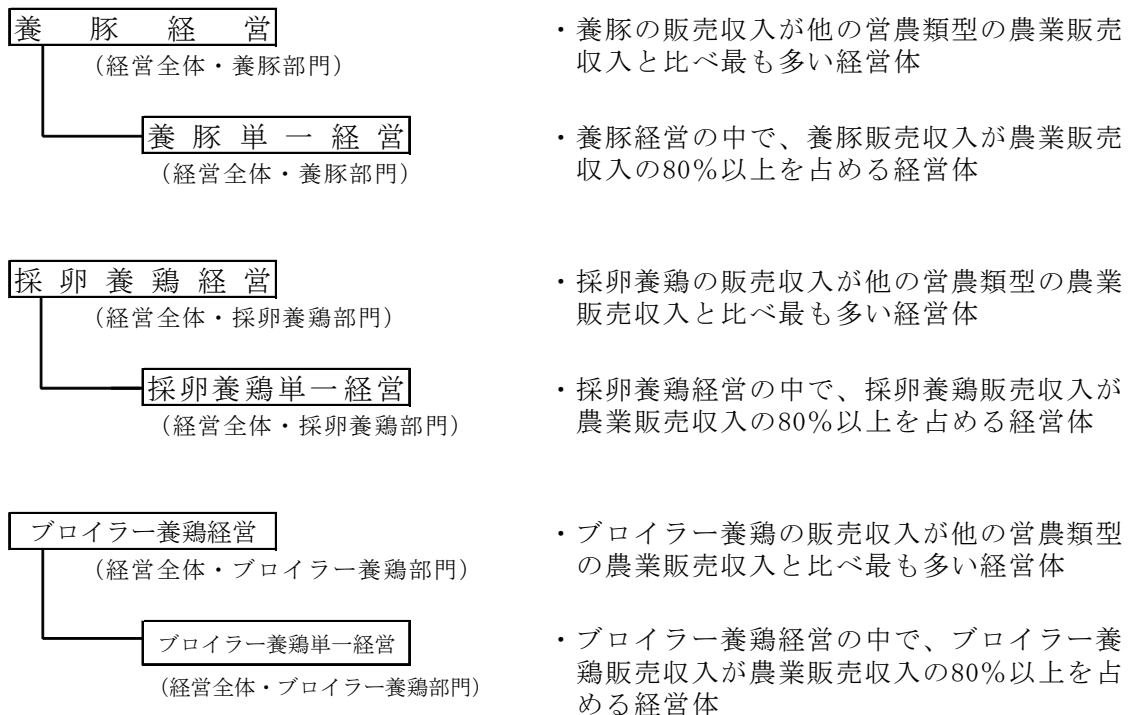 養豚経営
・養豚の販売収入が他の営農類型の農業販売
(経営全体・養豚部門)
収入と比べ最も多い経営体
養豚単一経営
・養豚経営の中で、養豚販売収入が農業販売
(経営全体・養豚部門)
収入の80%以上を占める経営体
採卵養鶏経営
・採卵養鶏の販売収入が他の営農類型の農業
(経営全体・採卵養鶏部門)
販売収入と比べ最も多い経営体
採卵養鶏単一経営
・採卵養鶏経営の中で、採卵養鶏販売収入が
(経営全体・採卵養鶏部門)
農業販売収入の80%以上を占める経営体
ブロイラー養鶏経営
・ブロイラー養鶏の販売収入が他の営農類型
(経営全体・ブロイラー養鶏部門)
の農業販売収入と比べ最も多い経営体
ブロイラー養鶏単一経営
・ブロイラー養鶏経営の中で、ブロイラー養
(経営全体・ブロイラー養鶏部門)
鶏販売収入が農業販売収入の80%以上を占
める経営体